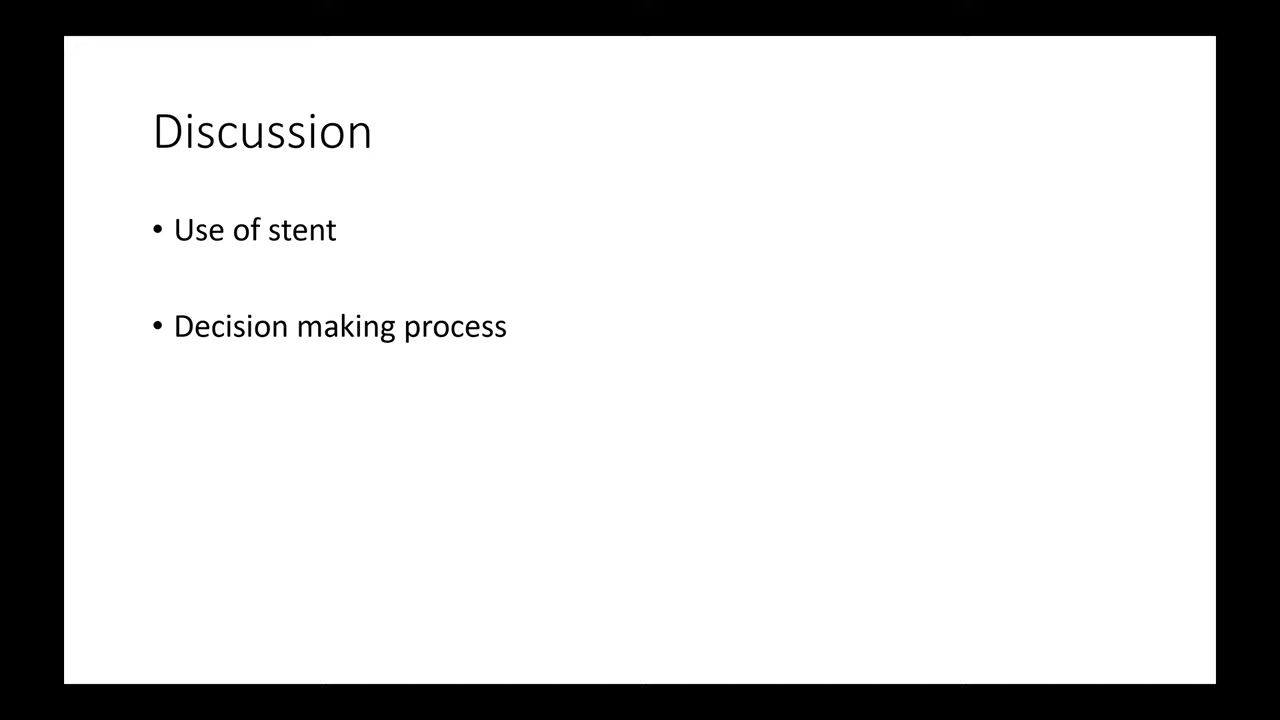 Discussion
• Use of stent
• Decision making process